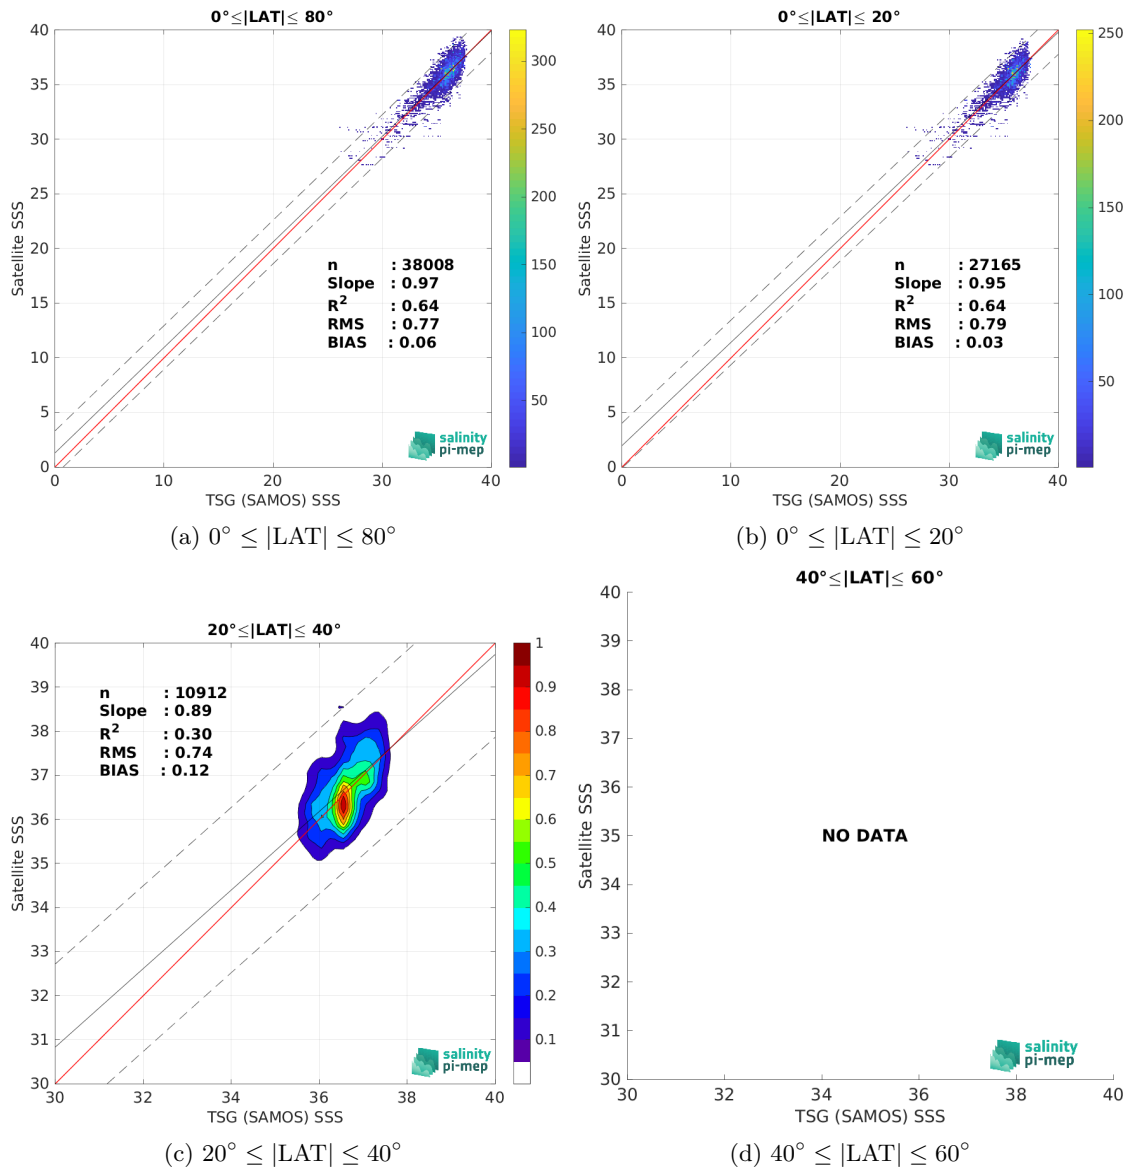 0°≤|LAT|≤ 80°
40
35
30
25
20
15
10
5
0
0
10
20
30
40
Satellite SSS
TSG (SAMOS) SSS
n : 38008
Slope : 0.97
R² : 0.64
RMS : 0.77
BIAS : 0.06
salinity
pi-mep
300
250
200
150
100
50
(a) 0° ≤ |LAT| ≤ 80°
0°≤|LAT|≤ 20°
40
35
30
25
20
15
10
5
0
0
10
20
30
40
Satellite SSS
TSG (SAMOS) SSS
n : 27165
Slope : 0.95
R² : 0.64
RMS : 0.79
BIAS : 0.03
salinity
pi-mep
250
200
150
100
50
(b) 0° ≤ |LAT| ≤ 20°
20°≤|LAT|≤ 40°
40
39
38
37
36
35
34
33
32
31
30
30
32
34
36
38
40
Satellite SSS
TSG (SAMOS) SSS
n : 10912
Slope : 0.89
R² : 0.30
RMS : 0.74
BIAS : 0.12
salinity
pi-mep
1
0.9
0.8
0.7
0.6
0.5
0.4
0.3
0.2
0.1
(c) 20° ≤ |LAT| ≤ 40°
40°≤|LAT|≤ 60°
40
39
38
37
36
35
34
33
32
31
30
30
32
34
36
38
40
Satellite SSS
TSG (SAMOS) SSS
NO DATA
salinity
pi-mep
(d) 40° ≤ |LAT| ≤ 60°